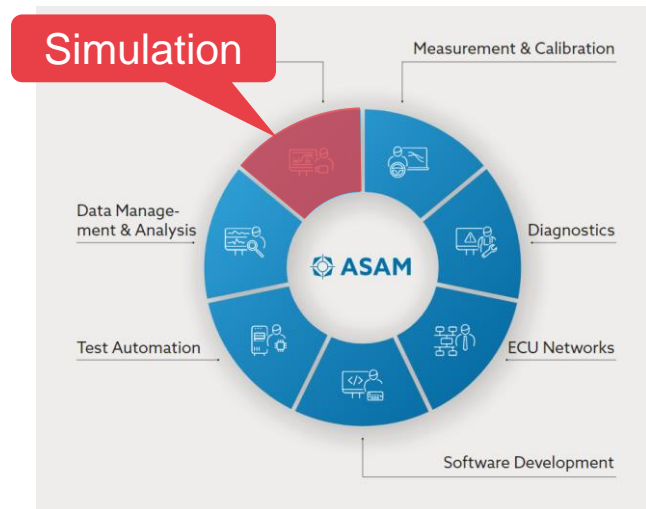 Simulation
Measurement & Calibration
Data Manage-
ment & Analysis
Diagnostics
ASAM
Test Automation
ECU Networks
</>
Software Development